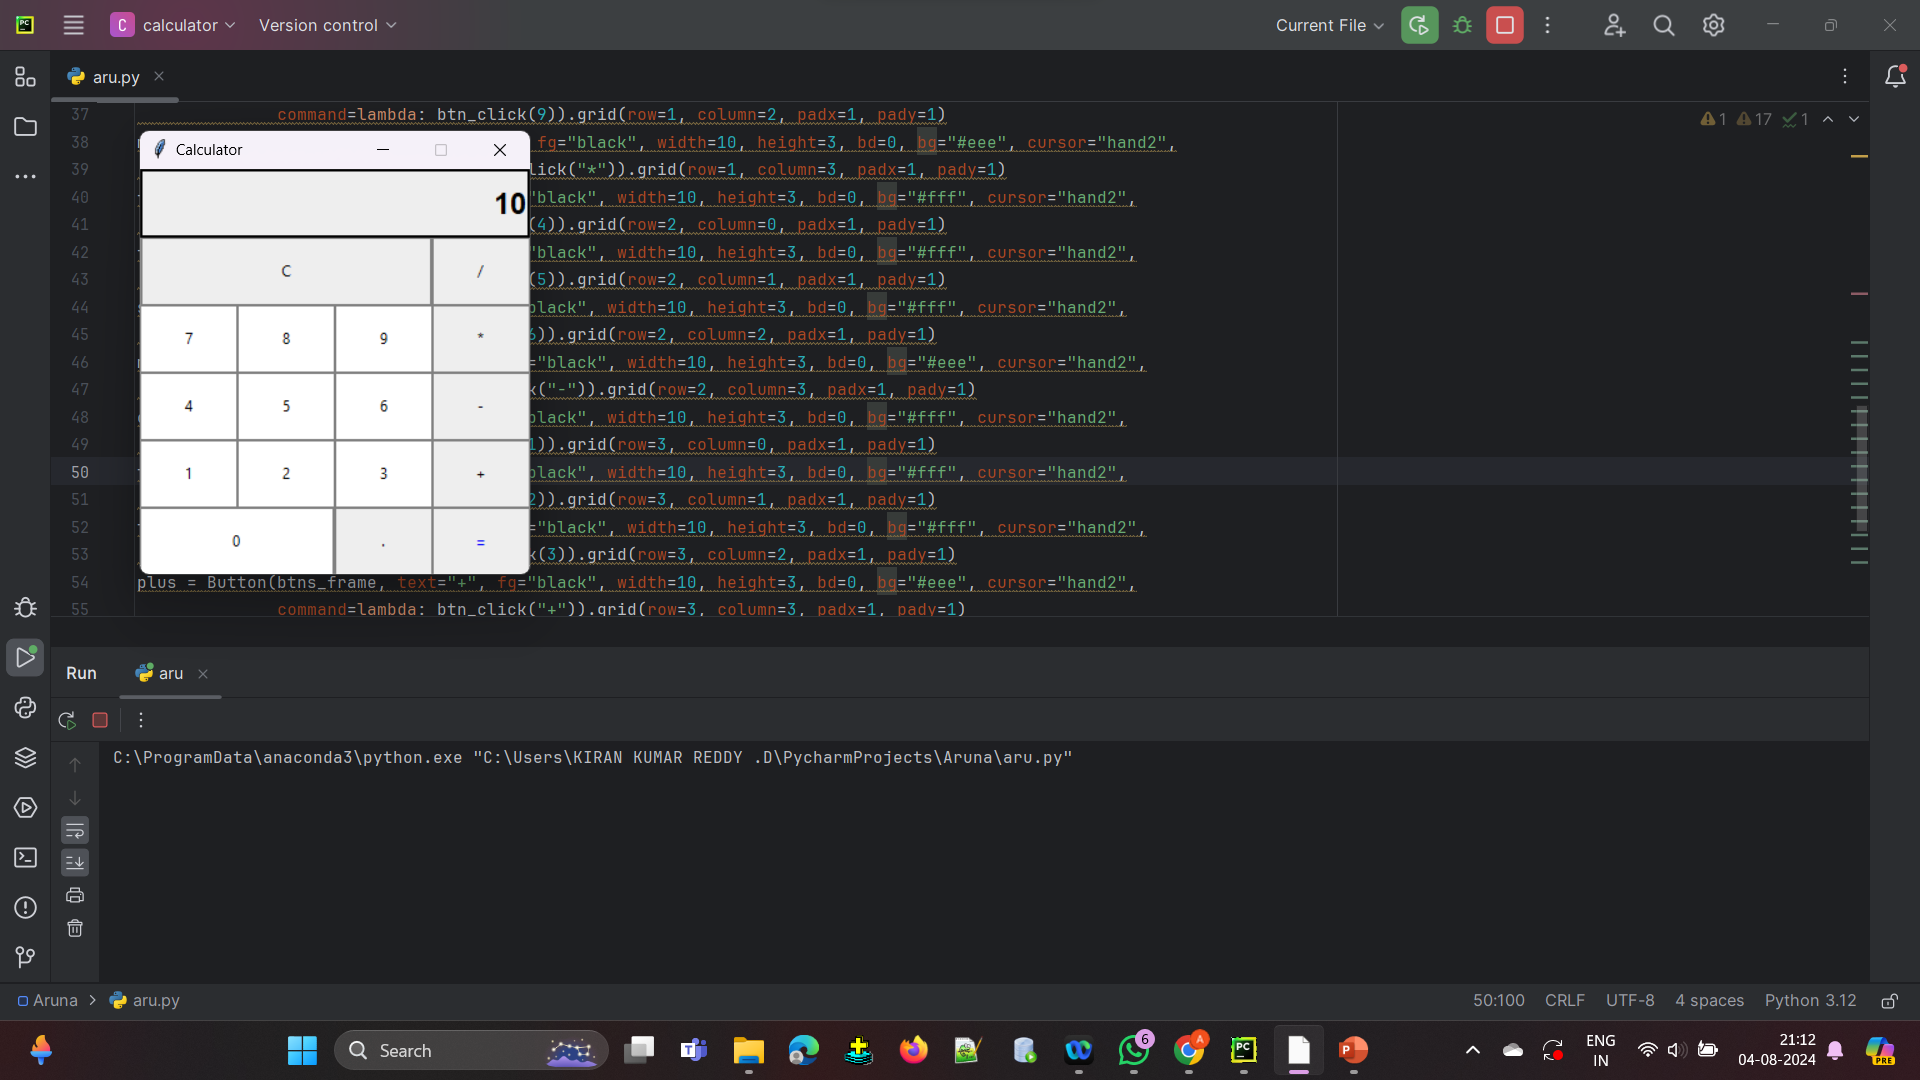 PC
C calculator
Version control
Current File
aru.py
1 17 1
37 command=lambda: btn_click(9)).grid(row=1, column=2, padx=1, pady=1)
38 fg="black", width=10, height=3, bd=0, bg="#eee", cursor="hand2",
39 lick("*")).grid(row=1, column=3, padx=1, pady=1)
40 "black", width=10, height=3, bd=0, bg="#fff", cursor="hand2",
41 (4)).grid(row=2, column=0, padx=1, pady=1)
42 "black", width=10, height=3, bd=0, bg="#fff", cursor="hand2",
43 (5)).grid(row=2, column=1, padx=1, pady=1)
44 black", width=10, height=3, bd=0, bg="#fff", cursor="hand2",
45 6)).grid(row=2, column=2, padx=1, pady=1)
46 ="black", width=10, height=3, bd=0, bg="#eee", cursor="hand2",
47 k("-")).grid(row=2, column=3, padx=1, pady=1)
48 black", width=10, height=3, bd=0, bg="#fff", cursor="hand2",
49 1)).grid(row=3, column=0, padx=1, pady=1)
50 black", width=10, height=3, bd=0, bg="#fff", cursor="hand2",
51 2)).grid(row=3, column=1, padx=1, pady=1)
52 ="black", width=10, height=3, bd=0, bg="#fff", cursor="hand2",
53 k(3)).grid(row=3, column=2, padx=1, pady=1)
54 plus = Button(btns_frame, text="+", fg="black", width=10, height=3, bd=0, bg="#eee", cursor="hand2",
55 command=lambda: btn_click("+")).grid(row=3, column=3, padx=1, pady=1)
Calculator
10
C /
7 8 9 *
4 5 6 -
1 2 3 +
0 . =
Run
aru
C:\ProgramData\anaconda3\python.exe "C:\Users\KIRAN KUMAR REDDY .D\PycharmProjects\Aruna\aru.py"
Aruna > aru.py
50:100 CRLF UTF-8 4 spaces Python 3.12
Search
6
A
PC
ENG
IN
21:12
04-08-2024
PRE